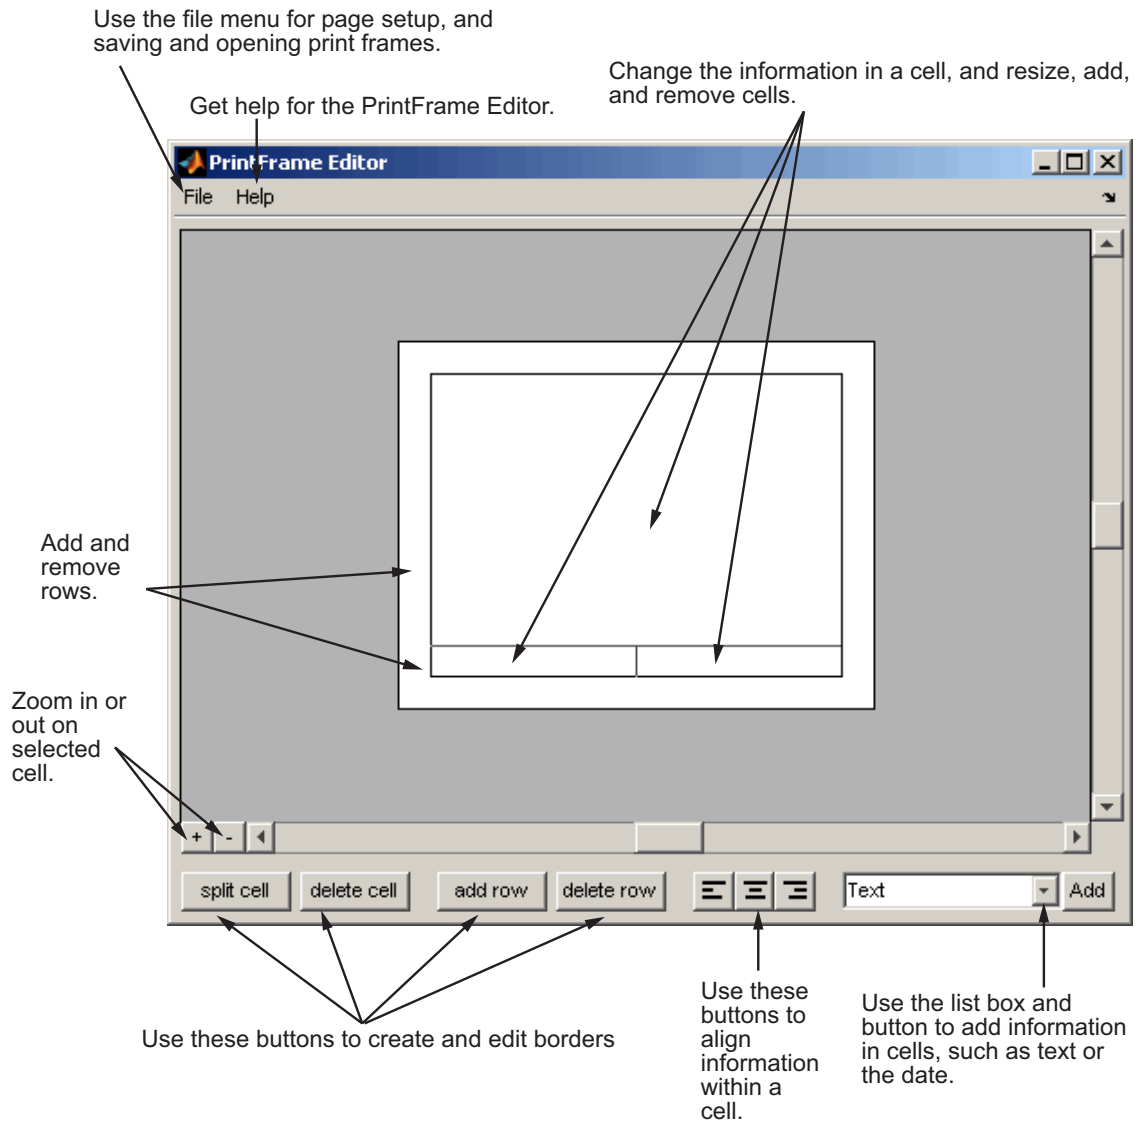 Use the file menu for page setup, and
saving and opening print frames.
Change the information in a cell, and resize, add,
and remove cells.
Get help for the PrintFrame Editor.
PrintFrame Editor
File Help
Add and
remove
rows.
Zoom in or
out on
selected
cell.
+ -
split cell delete cell add row delete row Text Add
Use these buttons to create and edit borders
Use these
buttons to
align
information
within a
cell.
Use the list box and
button to add information
in cells, such as text or
the date.